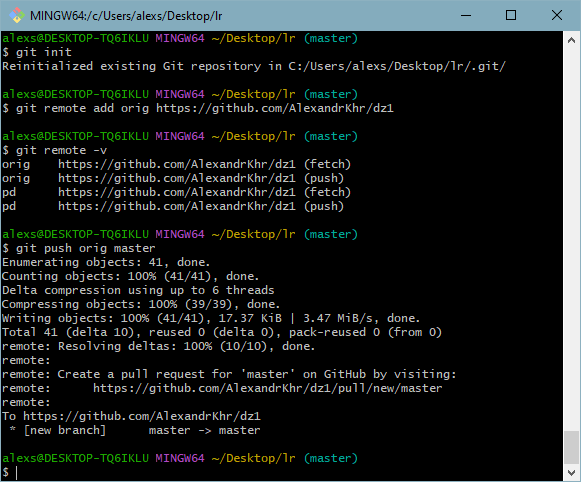 MINGW64:/c/Users/alexs/Desktop/lr
alexs@DESKTOP-TQ6IKLU MINGW64 ~/Desktop/lr (master)
$ git init
Reinitialized existing Git repository in C:/Users/alexs/Desktop/lr/.git/
alexs@DESKTOP-TQ6IKLU MINGW64 ~/Desktop/lr (master)
$ git remote add orig https://github.com/AlexandrKhr/dz1
alexs@DESKTOP-TQ6IKLU MINGW64 ~/Desktop/lr (master)
$ git remote -v
orig    https://github.com/AlexandrKhr/dz1 (fetch)
orig    https://github.com/AlexandrKhr/dz1 (push)
pd      https://github.com/AlexandrKhr/dz1 (fetch)
pd      https://github.com/AlexandrKhr/dz1 (push)
alexs@DESKTOP-TQ6IKLU MINGW64 ~/Desktop/lr (master)
$ git push orig master
Enumerating objects: 41, done.
Counting objects: 100% (41/41), done.
Delta compression using up to 6 threads
Compressing objects: 100% (39/39), done.
Writing objects: 100% (41/41), 17.37 KiB | 3.47 MiB/s, done.
Total 41 (delta 10), reused 0 (delta 0), pack-reused 0 (from 0)
remote: Resolving deltas: 100% (10/10), done.
remote:
remote: Create a pull request for 'master' on GitHub by visiting:
remote:      https://github.com/AlexandrKhr/dz1/pull/new/master
remote:
To https://github.com/AlexandrKhr/dz1
 * [new branch]      master -> master
alexs@DESKTOP-TQ6IKLU MINGW64 ~/Desktop/lr (master)
$